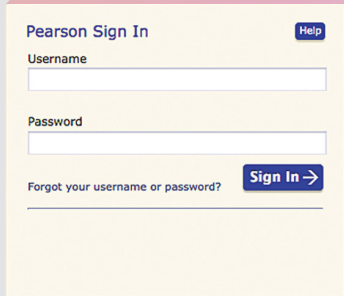 Pearson Sign In
Help
Username
Password
Forgot your username or password?
Sign In →